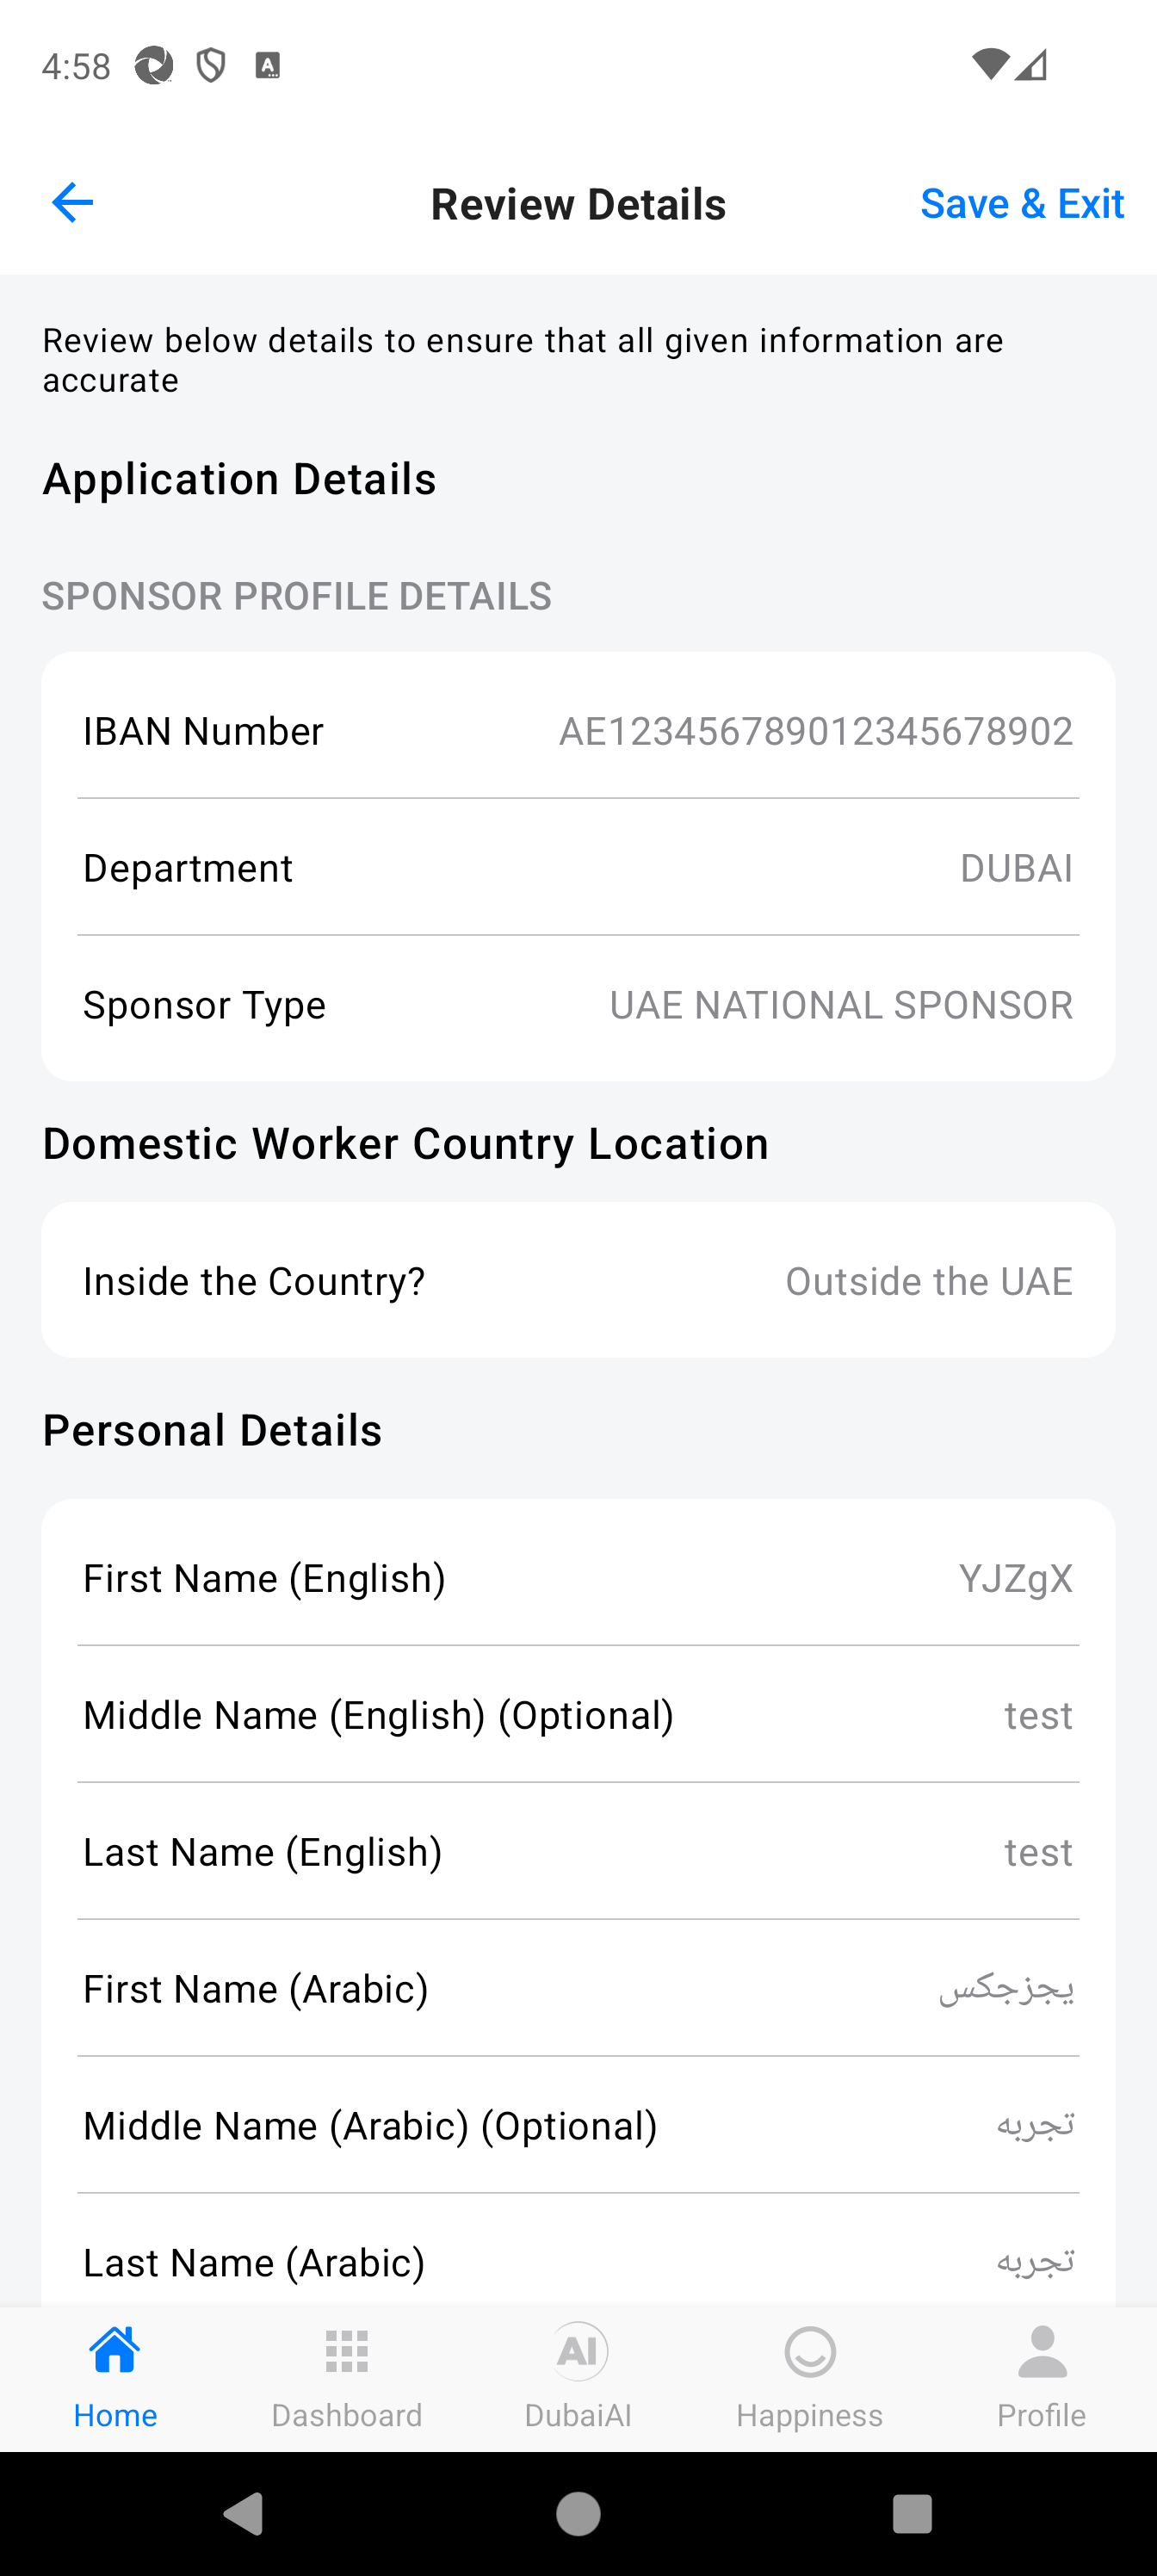 4:58
Review Details
Save & Exit
Review below details to ensure that all given information are
accurate
Application Details
SPONSOR PROFILE DETAILS
IBAN Number AE123456789012345678902
Department DUBAI
Sponsor Type UAE NATIONAL SPONSOR
Domestic Worker Country Location
Inside the Country? Outside the UAE
Personal Details
First Name (English) YJZgX
Middle Name (English) (Optional) test
Last Name (English) test
First Name (Arabic) يجزجكس
Middle Name (Arabic) (Optional) تجربه
Last Name (Arabic) تجربه
AI
Home Dashboard DubaiAI Happiness Profile